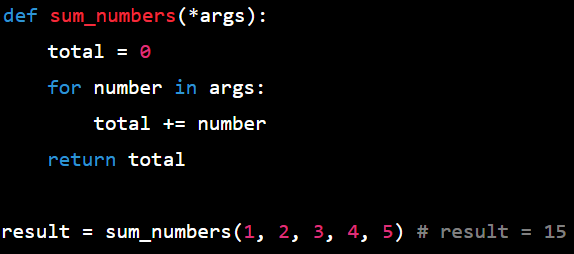 def sum_numbers(*args):
    total = 0
    for number in args:
        total += number
    return total
result = sum_numbers(1, 2, 3, 4, 5) # result = 15